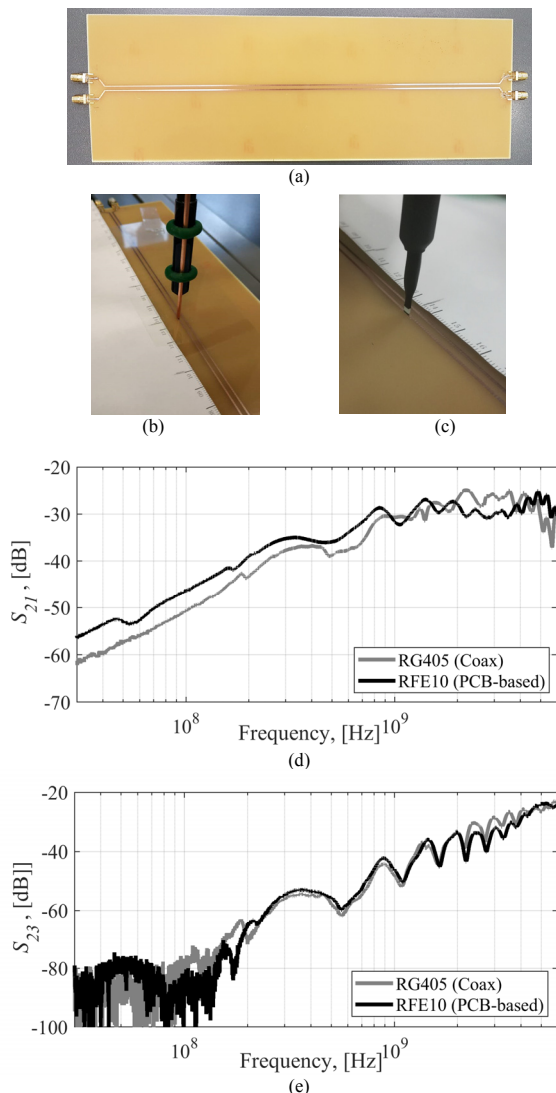 (a)
(b)
(c)
-20
-30
-40
-50
-60
-70
S21, [dB]
RG405 (Coax)
RFE10 (PCB-based)
10^8
10^9
Frequency, [Hz]
(d)
-20
-40
-60
-80
-100
S23, [dB]]
RG405 (Coax)
RFE10 (PCB-based)
10^8
10^9
Frequency, [Hz]
(e)